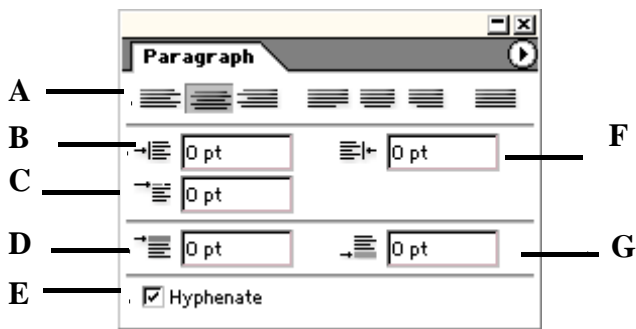 Paragraph
A
B 0 pt 0 pt F
C 0 pt
D 0 pt 0 pt G
E Hyphenate